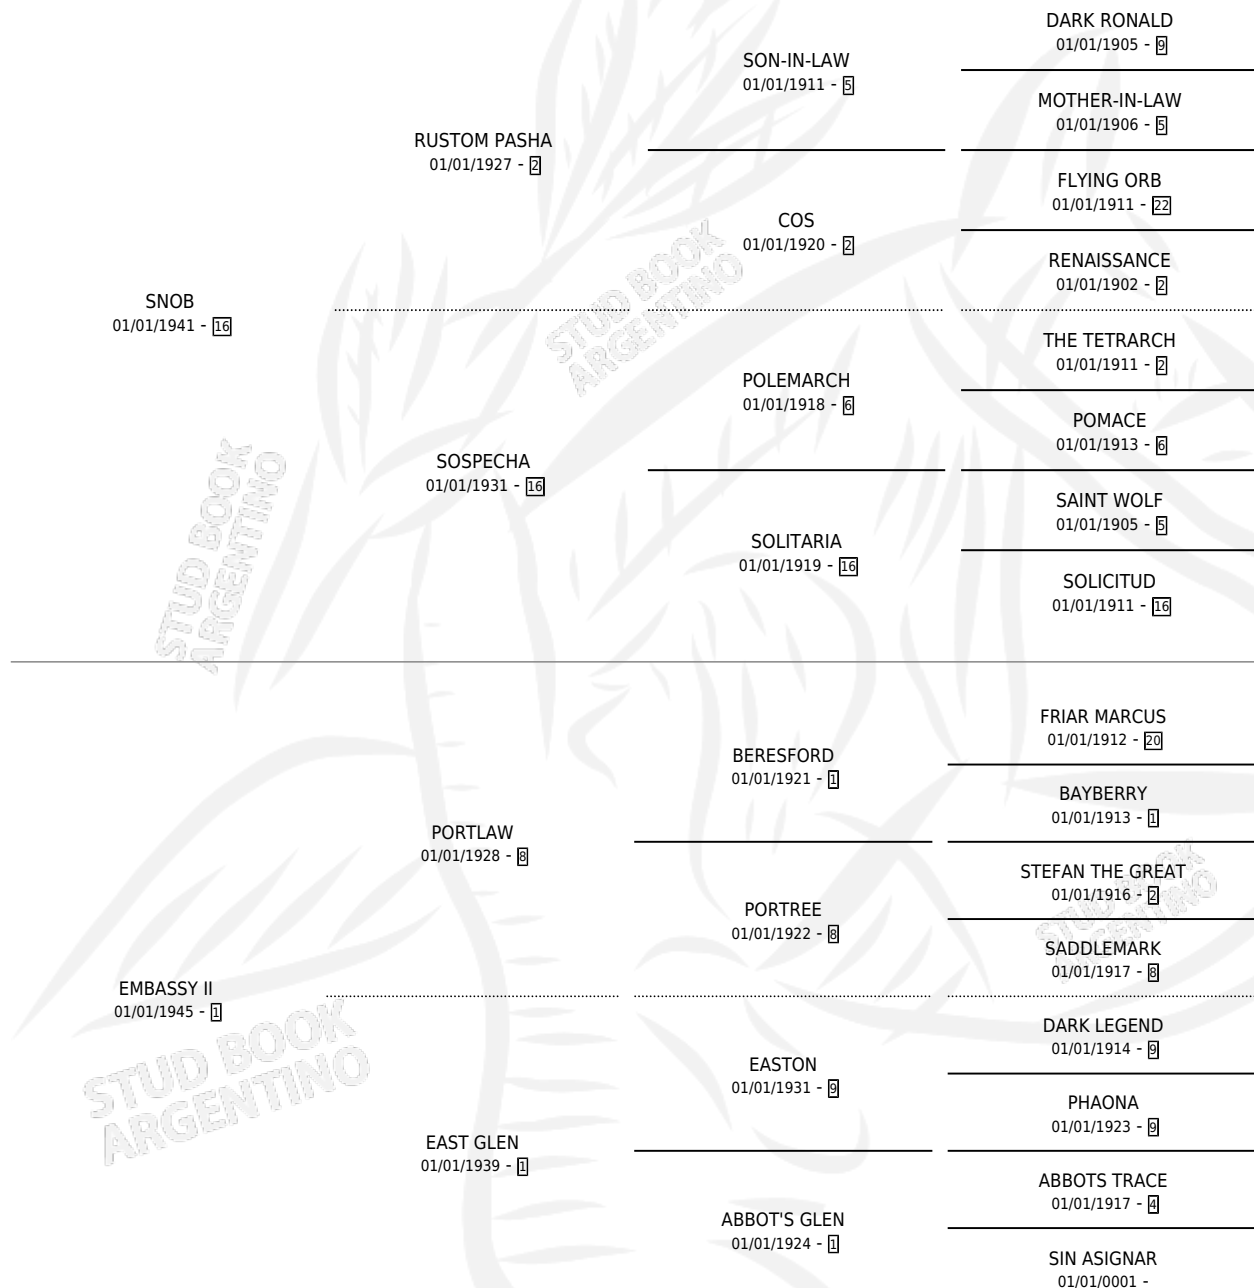 DARK RONALD
01/01/1905 - 9
SON-IN-LAW
01/01/1911 - 5
MOTHER-IN-LAW
01/01/1906 - 5
RUSTOM PASHA
01/01/1927 - 2
FLYING ORB
01/01/1911 - 22
COS
01/01/1920 - 2
RENAISSANCE
01/01/1902 - 2
SNOB
01/01/1941 - 16
THE TETRARCH
01/01/1911 - 2
POLEMARCH
01/01/1918 - 6
POMACE
01/01/1913 - 6
SOSPECHA
01/01/1931 - 16
SAINT WOLF
01/01/1905 - 5
SOLITARIA
01/01/1919 - 16
SOLICITUD
01/01/1911 - 16
FRIAR MARCUS
01/01/1912 - 20
BERESFORD
01/01/1921 - 1
BAYBERRY
01/01/1913 - 1
PORTLAW
01/01/1928 - 8
STEFAN THE GREAT
01/01/1916 - 2
PORTREE
01/01/1922 - 8
SADDLEMARK
01/01/1917 - 8
EMBASSY II
01/01/1945 - 1
DARK LEGEND
01/01/1914 - 9
EASTON
01/01/1931 - 9
PHAONA
01/01/1923 - 9
EAST GLEN
01/01/1939 - 1
ABBOTS TRACE
01/01/1917 - 4
ABBOT'S GLEN
01/01/1924 - 1
SIN ASIGNAR
01/01/0001 -
STUD BOOK
ARGENTINO
STUD BOOK
ARGENTINO
STUD BOOK
ARGENTINO
STUD BOOK
ARGENTINO